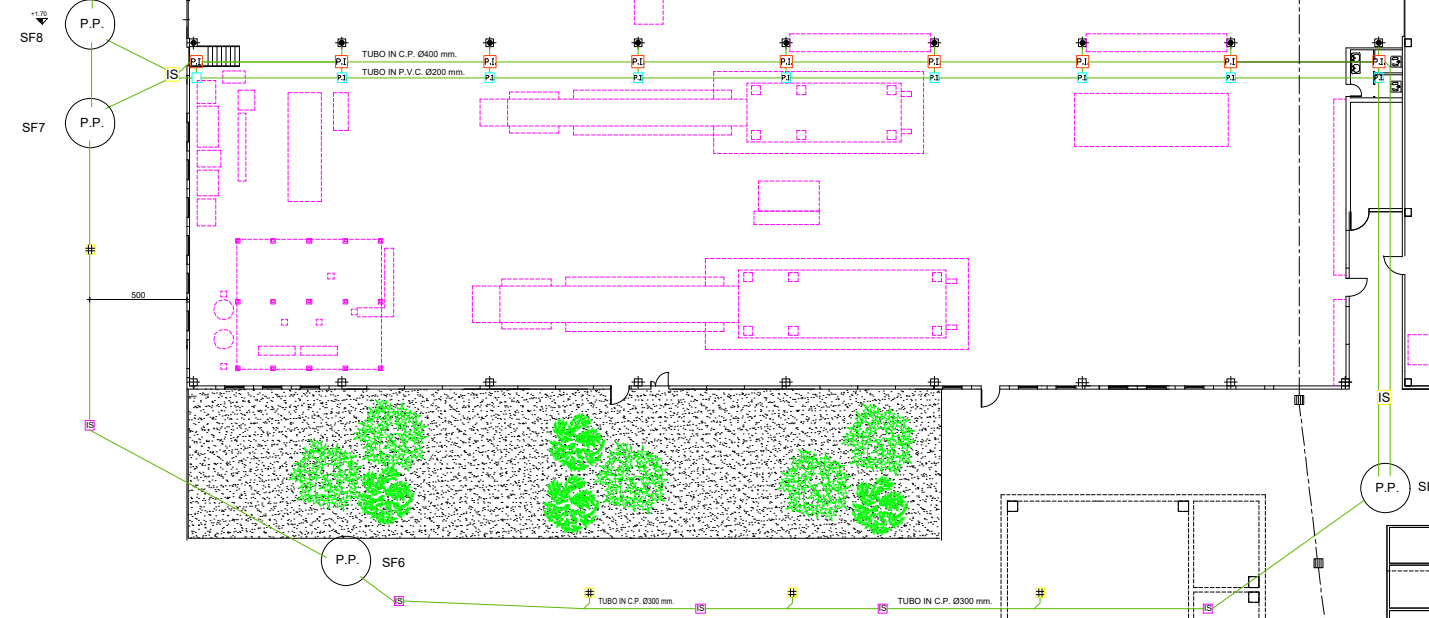 +1.70
P.P.
SF8
TUBO IN C.P. Ø400 mm.
P.I P.I P.I P.I P.I P.I P.I P.I P.I
IS
TUBO IN P.V.C. Ø200 mm.
P.I P.I P.I P.I P.I P.I P.I P.I
SF7
P.P.
500
IS
IS
P.P.
P.P.
SF6
IS
TUBO IN C.P. Ø300 mm.
IS
IS
TUBO IN C.P. Ø300 mm.
IS